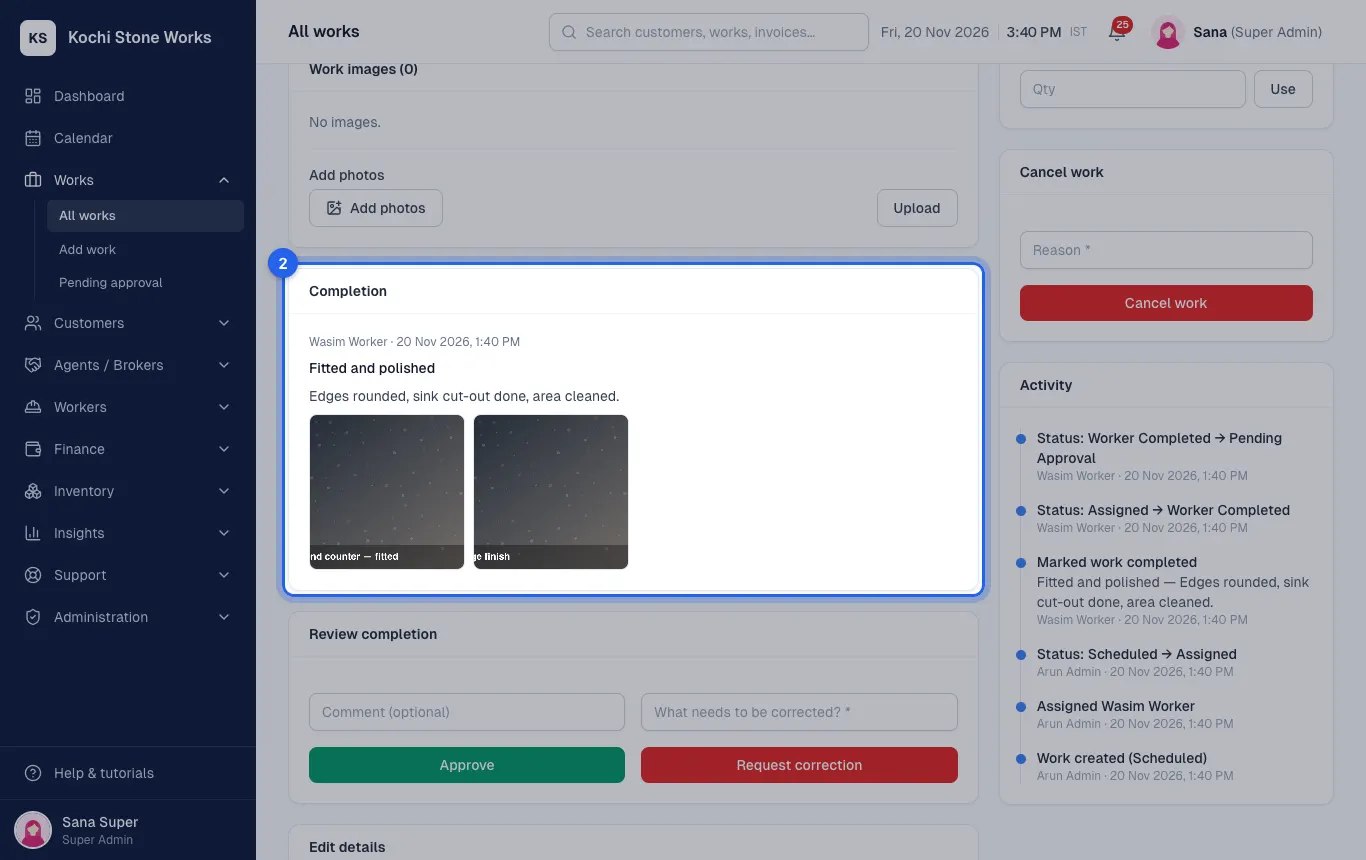 KS
Kochi Stone Works
Dashboard
Calendar
Works
All works
Add work
Pending approval
Customers
Agents / Brokers
Workers
Finance
Inventory
Insights
Support
Administration
Help & tutorials
Sana Super
Super Admin
All works
Search customers, works, invoices...
Fri, 20 Nov 2026
3:40 PM IST
25
Sana (Super Admin)
Work images (0)
No images.
Add photos
Add photos
Upload
2
Completion
Wasim Worker · 20 Nov 2026, 1:40 PM
Fitted and polished
Edges rounded, sink cut-out done, area cleaned.
counter — fitted
finish
Review completion
Comment (optional)
What needs to be corrected? *
Approve
Request correction
Edit details
Qty
Use
Cancel work
Reason *
Cancel work
Activity
Status: Worker Completed → Pending
Approval
Wasim Worker · 20 Nov 2026, 1:40 PM
Status: Assigned → Worker Completed
Wasim Worker · 20 Nov 2026, 1:40 PM
Marked work completed
Fitted and polished — Edges rounded, sink
cut-out done, area cleaned.
Wasim Worker · 20 Nov 2026, 1:40 PM
Status: Scheduled → Assigned
Arun Admin · 20 Nov 2026, 1:40 PM
Assigned Wasim Worker
Arun Admin · 20 Nov 2026, 1:40 PM
Work created (Scheduled)
Arun Admin · 20 Nov 2026, 1:40 PM